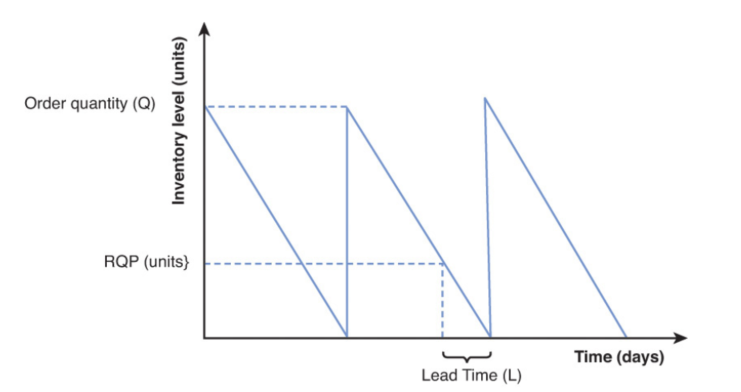 Inventory level (units)
Order quantity (Q)
RQP (units}
Time (days)
Lead Time (L)